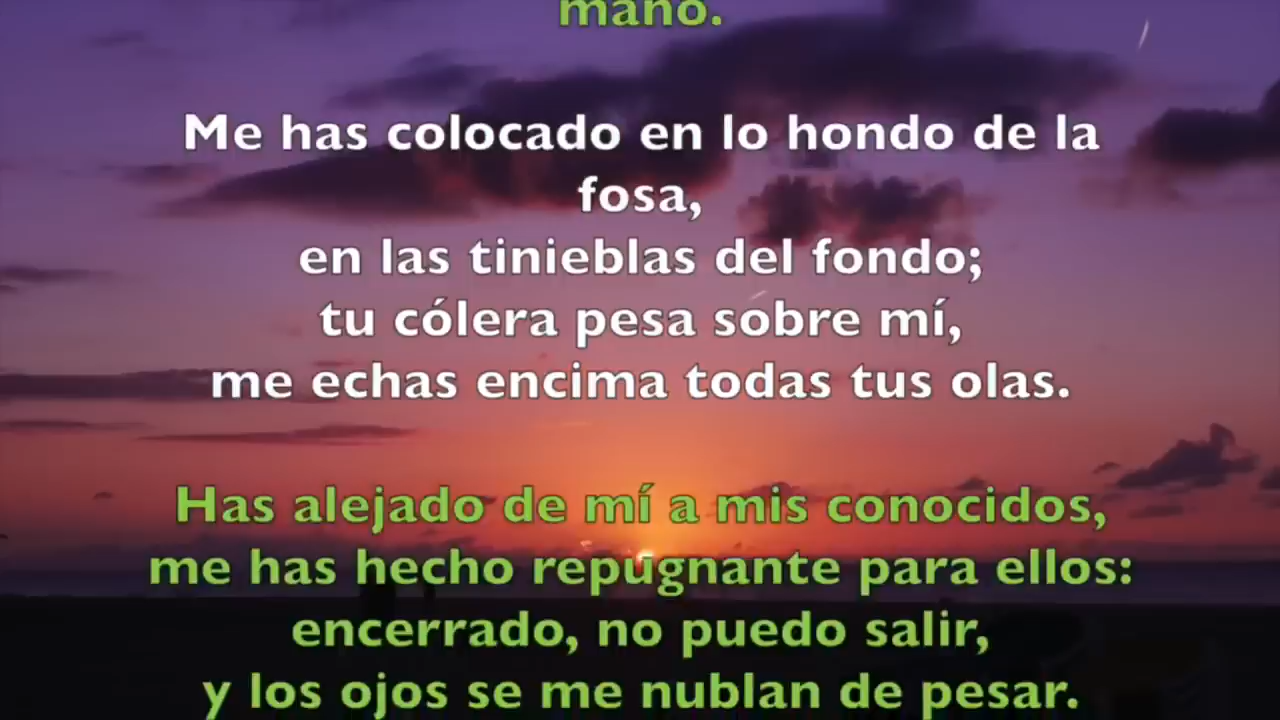 mano.
Me has colocado en lo hondo de la
fosa,
en las tinieblas del fondo;
tu cólera pesa sobre mí,
me echas encima todas tus olas.
Has alejado de mí a mis conocidos,
me has hecho repugnante para ellos:
encerrado, no puedo salir,
y los ojos se me nublan de pesar.